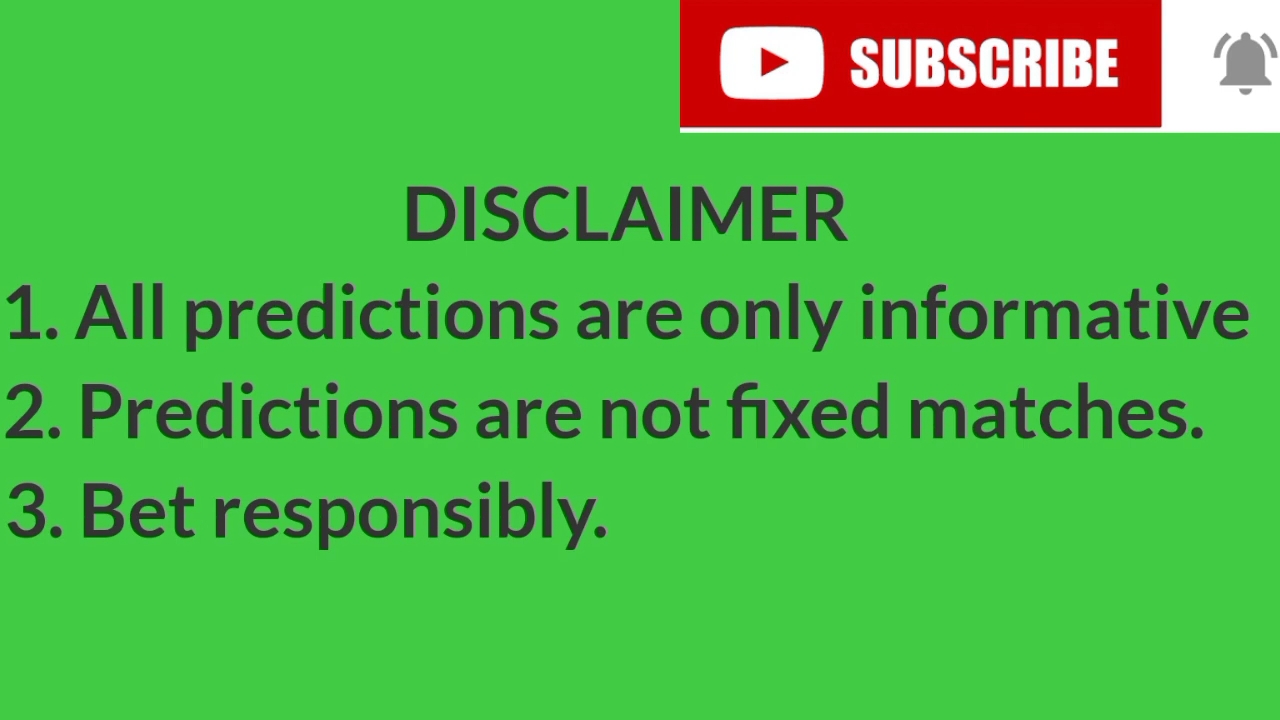 SUBSCRIBE
DISCLAIMER
1. All predictions are only informative
2. Predictions are not fixed matches.
3. Bet responsibly.